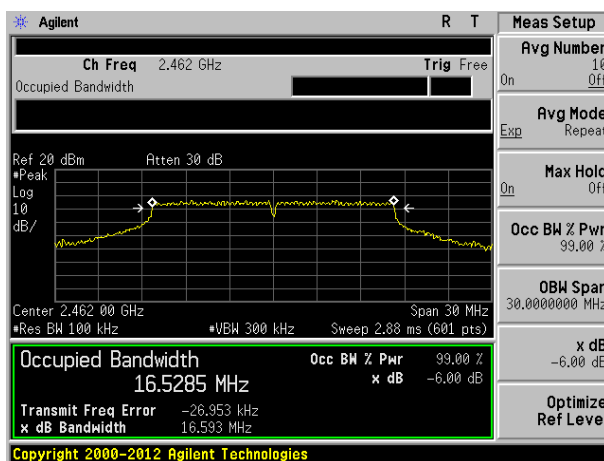 Agilent R T Meas Setup
Avg Number
10
On Off
Ch Freq 2.462 GHz Trig Free
Occupied Bandwidth
Avg Mode
Exp Repeat
Ref 20 dBm Atten 30 dB
#Peak
Log
10
dB/
Max Hold
On Off
Occ BW % Pwr
99.00 %
Center 2.462 00 GHz Span 30 MHz
#Res BW 100 kHz #VBW 300 kHz Sweep 2.88 ms (601 pts)
OBW Span
30.0000000 MHz
Occupied Bandwidth Occ BW % Pwr 99.00 %
16.5285 MHz x dB -6.00 dB
Transmit Freq Error -26.953 kHz
x dB Bandwidth 16.593 MHz
x dB
-6.00 dB
Optimize
Ref Level
Copyright 2000-2012 Agilent Technologies